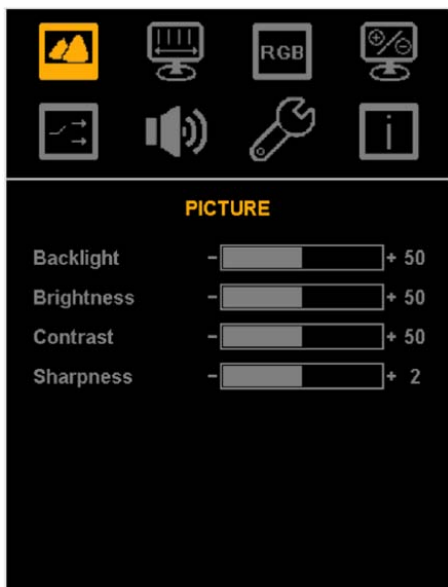 RGB
i
PICTURE
Backlight - + 50
Brightness - + 50
Contrast - + 50
Sharpness - + 2